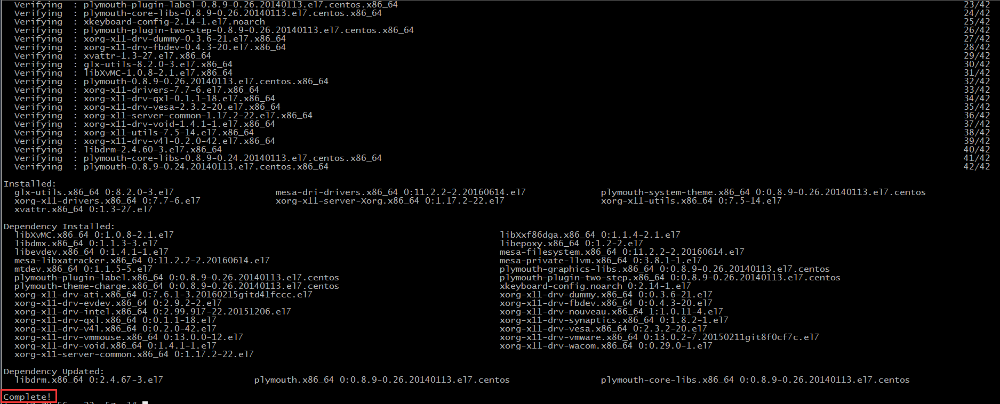 Verifying : plymouth-plugin-label-0.8.9-0.26.20140113.el7.centos.x86_64 23/42
Verifying : plymouth-core-libs-0.8.9-0.26.20140113.el7.centos.x86_64 24/42
Verifying : xkeyboard-config-2.14-1.el7.noarch 25/42
Verifying : plymouth-plugin-two-step-0.8.9-0.26.20140113.el7.centos.x86_64 26/42
Verifying : xorg-x11-drv-dummy-0.3.6-21.el7.x86_64 27/42
Verifying : xorg-x11-drv-fbdev-0.4.3-20.el7.x86_64 28/42
Verifying : xvattr-1.3-27.el7.x86_64 29/42
Verifying : glx-utils-8.2.0-3.el7.x86_64 30/42
Verifying : libXvMC-1.0.8-2.1.el7.x86_64 31/42
Verifying : plymouth-0.8.9-0.26.20140113.el7.centos.x86_64 32/42
Verifying : xorg-x11-drivers-7.7-6.el7.x86_64 33/42
Verifying : xorg-x11-drv-qxl-0.1.1-18.el7.x86_64 34/42
Verifying : xorg-x11-drv-vesa-2.3.2-20.el7.x86_64 35/42
Verifying : xorg-x11-server-common-1.17.2-22.el7.x86_64 36/42
Verifying : xorg-x11-drv-void-1.4.1-1.el7.x86_64 37/42
Verifying : xorg-x11-utils-7.5-14.el7.x86_64 38/42
Verifying : xorg-x11-drv-v4l-0.2.0-42.el7.x86_64 39/42
Verifying : libdrm-2.4.60-3.el7.x86_64 40/42
Verifying : plymouth-core-libs-0.8.9-0.24.20140113.el7.centos.x86_64 41/42
Verifying : plymouth-0.8.9-0.24.20140113.el7.centos.x86_64 42/42
Installed:
glx-utils.x86_64 0:8.2.0-3.el7 mesa-dri-drivers.x86_64 0:11.2.2-2.20160614.el7 plymouth-system-theme.x86_64 0:0.8.9-0.26.20140113.el7.centos
xorg-x11-drivers.x86_64 0:7.7-6.el7 xorg-x11-server-Xorg.x86_64 0:1.17.2-22.el7 xorg-x11-utils.x86_64 0:7.5-14.el7
xvattr.x86_64 0:1.3-27.el7
Dependency Installed:
libXvMC.x86_64 0:1.0.8-2.1.el7 libXxf86dga.x86_64 0:1.1.4-2.1.el7
libdmx.x86_64 0:1.1.3-3.el7 libepoxy.x86_64 0:1.2-2.el7
libevdev.x86_64 0:1.4.1-1.el7 mesa-filesystem.x86_64 0:11.2.2-2.20160614.el7
mesa-libxatracker.x86_64 0:11.2.2-2.20160614.el7 mesa-private-llvm.x86_64 0:3.8.1-1.el7
mtdev.x86_64 0:1.1.5-5.el7 plymouth-graphics-libs.x86_64 0:0.8.9-0.26.20140113.el7.centos
plymouth-plugin-label.x86_64 0:0.8.9-0.26.20140113.el7.centos plymouth-plugin-two-step.x86_64 0:0.8.9-0.26.20140113.el7.centos
plymouth-theme-charge.x86_64 0:0.8.9-0.26.20140113.el7.centos xkeyboard-config.noarch 0:2.14-1.el7
xorg-x11-drv-ati.x86_64 0:7.6.1-3.20160215gitd41fccc.el7 xorg-x11-drv-dummy.x86_64 0:0.3.6-21.el7
xorg-x11-drv-evdev.x86_64 0:2.9.2-2.el7 xorg-x11-drv-fbdev.x86_64 0:0.4.3-20.el7
xorg-x11-drv-intel.x86_64 0:2.99.917-22.20151206.el7 xorg-x11-drv-nouveau.x86_64 1:1.0.11-4.el7
xorg-x11-drv-qxl.x86_64 0:0.1.1-18.el7 xorg-x11-drv-synaptics.x86_64 0:1.8.2-1.el7
xorg-x11-drv-v4l.x86_64 0:0.2.0-42.el7 xorg-x11-drv-vesa.x86_64 0:2.3.2-20.el7
xorg-x11-drv-vmmouse.x86_64 0:13.0.0-12.el7 xorg-x11-drv-vmware.x86_64 0:13.0.2-7.20150211git8f0cf7c.el7
xorg-x11-drv-void.x86_64 0:1.4.1-1.el7 xorg-x11-drv-wacom.x86_64 0:0.29.0-1.el7
xorg-x11-server-common.x86_64 0:1.17.2-22.el7
Dependency Updated:
libdrm.x86_64 0:2.4.67-3.el7 plymouth.x86_64 0:0.8.9-0.26.20140113.el7.centos plymouth-core-libs.x86_64 0:0.8.9-0.26.20140113.el7.centos
Complete!